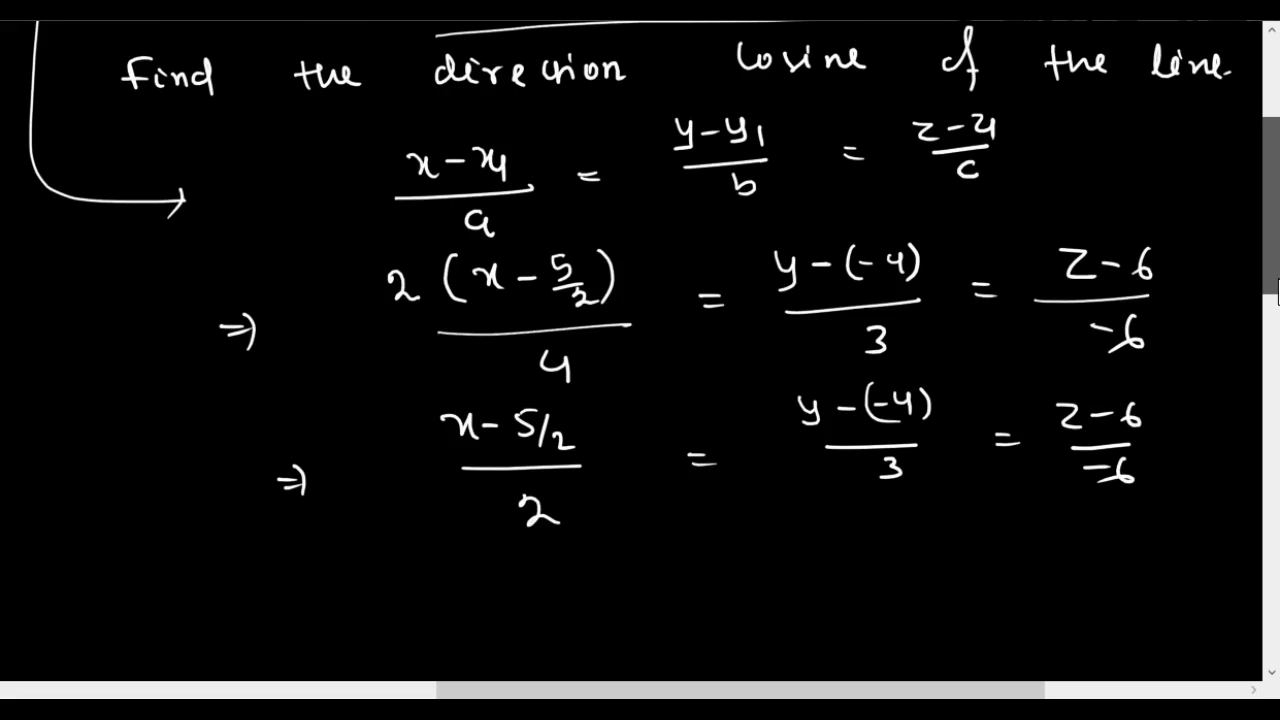 Find the direction cosine of the line.
(x - x1)/a = (y - y1)/b = (z - z1)/c
⇒ 2(x - 5/2)/4 = (y - (-4))/3 = (z - 6)/-6
⇒ (x - 5/2)/2 = (y - (-4))/3 = (z - 6)/-6